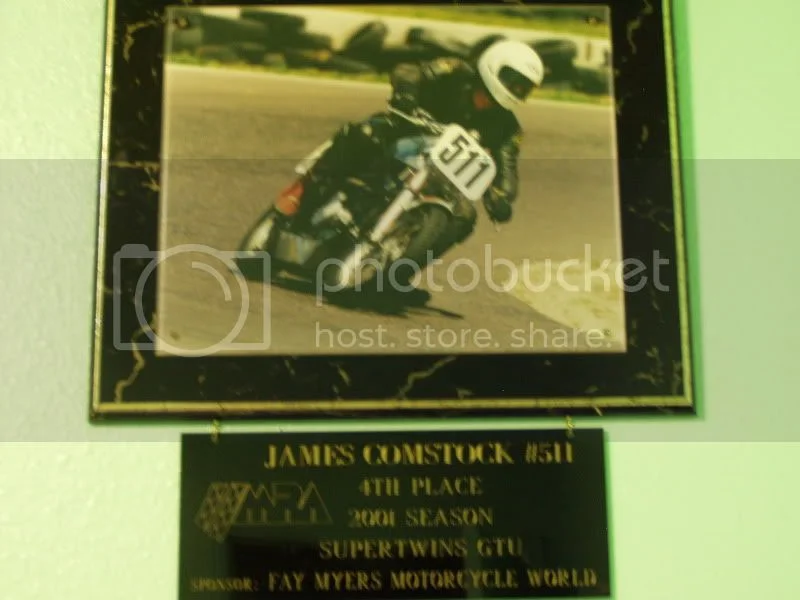 511
photobucket
host. store. share.
JAMES COMSTOCK #511
MRA
4TH PLACE
2001 SEASON
SUPERTWINS GTU
SPONSOR: FAY MYERS MOTORCYCLE WORLD